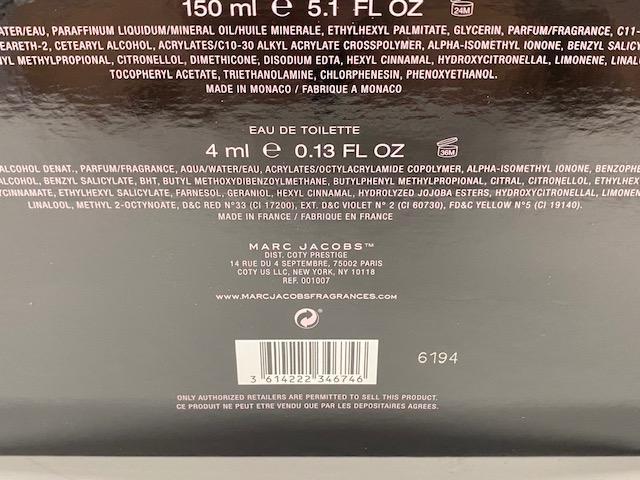 150 ml e 5.1 FL OZ 24M
ATER/EAU, PARAFFINUM LIQUIDUM/MINERAL OIL/HUILE MINERALE, ETHYLHEXYL PALMITATE, GLYCERIN, PARFUM/FRAGRANCE, C11-
EARETH-2, CETEARYL ALCOHOL, ACRYLATES/C10-30 ALKYL ACRYLATE CROSSPOLYMER, ALPHA-ISOMETHYL IONONE, BENZYL SALICY
NYL METHYLPROPIONAL, CITRONELLOL, DIMETHICONE, DISODIUM EDTA, HEXYL CINNAMAL, HYDROXYCITRONELLAL, LIMONENE, LINALO
TOCOPHERYL ACETATE, TRIETHANOLAMINE, CHLORPHENESIN, PHENOXYETHANOL.
MADE IN MONACO / FABRIQUE A MONACO
EAU DE TOILETTE
4 ml e 0.13 FL OZ 36M
ALCOHOL DENAT., PARFUM/FRAGRANCE, AQUA/WATER/EAU, ACRYLATES/OCTYLACRYLAMIDE COPOLYMER, ALPHA-ISOMETHYL IONONE, BENZOPHE
ALCOHOL, BENZYL SALICYLATE, BHT, BUTYL METHOXYDIBENZOYLMETHANE, BUTYLPHENYL METHYLPROPIONAL, CITRAL, CITRONELLOL, ETHYLHEX
YCINNAMATE, ETHYLHEXYL SALICYLATE, FARNESOL, GERANIOL, HEXYL CINNAMAL, HYDROLYZED JOJOBA ESTERS, HYDROXYCITRONELLAL, LIMONEN
LINALOOL, METHYL 2-OCTYNOATE, D&C RED N°33 (CI 17200), EXT. D&C VIOLET N° 2 (CI 60730), FD&C YELLOW N°5 (CI 19140).
MADE IN FRANCE / FABRIQUÉ EN FRANCE
MARC JACOBS™
DIST. COTY PRESTIGE
14 RUE DU 4 SEPTEMBRE, 75002 PARIS
COTY US LLC, NEW YORK, NY 10118
REF. 001007
WWW.MARCJACOBSFRAGRANCES.COM
3 614222 346746
6194
ONLY AUTHORIZED RETAILERS ARE PERMITTED TO SELL THIS PRODUCT.
CE PRODUIT NE PEUT ETRE VENDU QUE PAR LES DEPOSITAIRES AGREES.